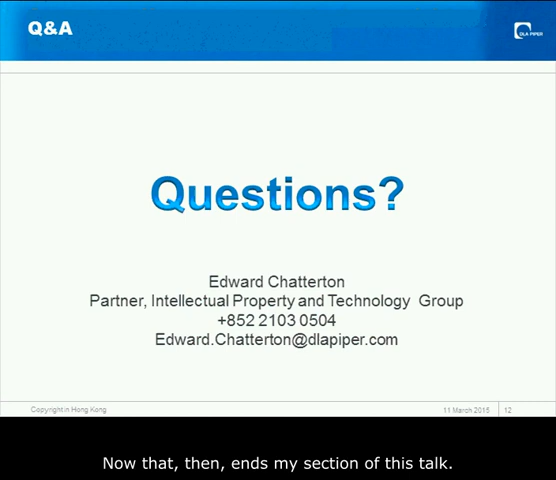 Q&A
DLA PIPER
Questions?
Edward Chatterton
Partner, Intellectual Property and Technology Group
+852 2103 0504
Edward.Chatterton@dlapiper.com
Copyright in Hong Kong
11 March 2015
12
Now that, then, ends my section of this talk.